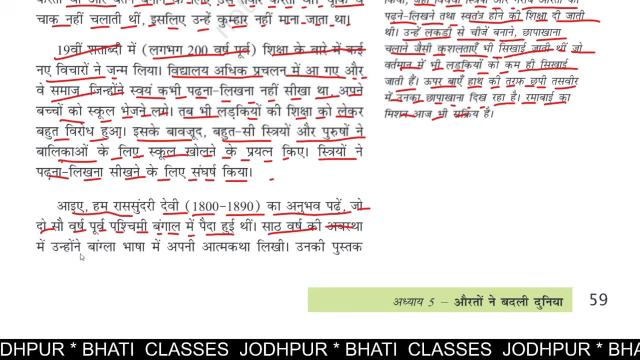 चाक नहीं चलाती थीं, इसलिए उन्हें कुम्हार नहीं माना जाता था।
19वीं शताब्दी में (लगभग 200 वर्ष पूर्व) शिक्षा के बारे में कई
नए विचारों ने जन्म लिया। विद्यालय अधिक प्रचलन में आ गए और
वे समाज जिन्होंने स्वयं कभी पढ़ना-लिखना नहीं सीखा था, अपने
बच्चों को स्कूल भेजने लगे। तब भी लड़कियों की शिक्षा को लेकर
बहुत विरोध हुआ। इसके बावजूद, बहुत-सी स्त्रियों और पुरुषों ने
बालिकाओं के लिए स्कूल खोलने के प्रयत्न किए। स्त्रियों ने
पढ़ना-लिखना सीखने के लिए संघर्ष किया।
आइए, हम राससुंदरी देवी (1800-1890) का अनुभव पढ़ें, जो
दो सौ वर्ष पूर्व पश्चिमी बंगाल में पैदा हुई थीं। साठ वर्ष की अवस्था
में उन्होंने बांग्ला भाषा में अपनी आत्मकथा लिखी। उनकी पुस्तक
पढ़ने-लिखने तथा स्वतंत्र होने की शिक्षा दी जाती
थी। उन्हें लकड़ी से चीज़ें बनाने, छापाखाना
चलाने जैसी कुशलताएँ भी सिखाई जाती थीं जो
वर्तमान में भी लड़कियों को कम ही सिखाई
जाती हैं। ऊपर बाएँ हाथ की तरफ़ छपी तसवीर
में उनका छापाखाना दिख रहा है। रमाबाई का
मिशन आज भी सक्रिय है।
अध्याय 5 – औरतों ने बदली दुनिया 59
ODHPUR * BHATI CLASSES JODHPUR * BHATI CLASSES JODHPUR * BHA